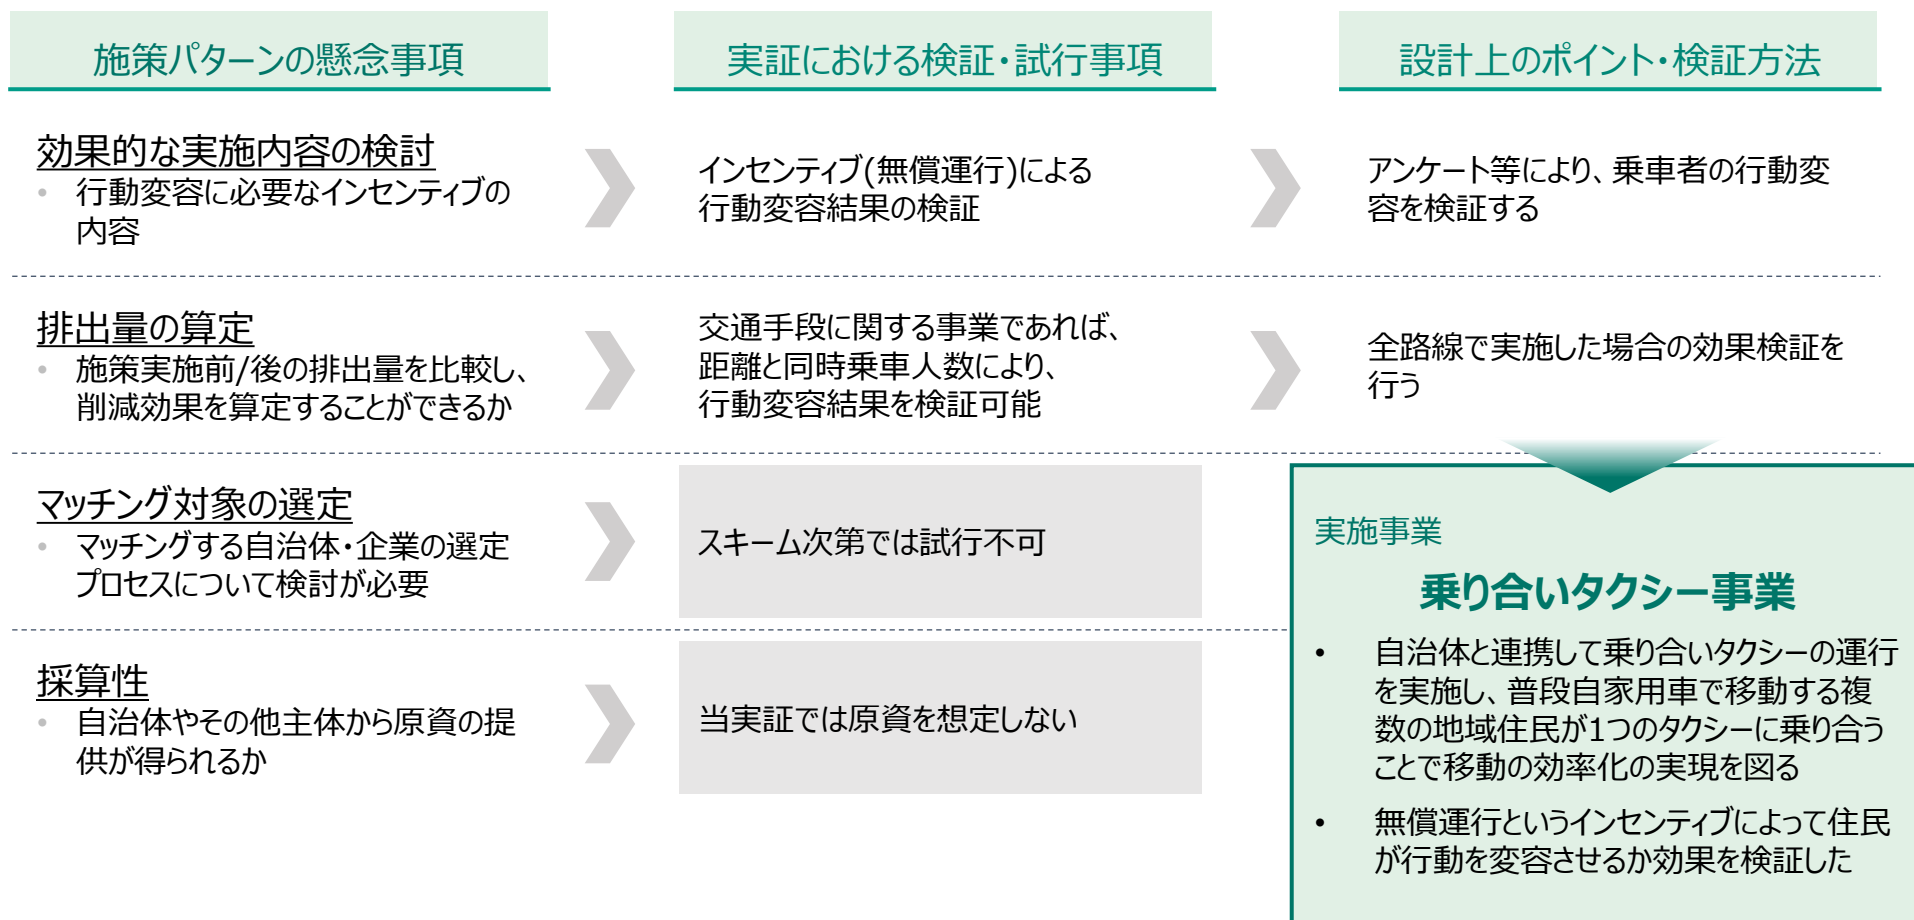 施策パターンの懸念事項
実証における検証・試行事項
設計上のポイント・検証方法
効果的な実施内容の検討
• 行動変容に必要なインセンティブの
内容
インセンティブ(無償運行)による
行動変容結果の検証
アンケート等により、乗車者の行動変
容を検証する
排出量の算定
• 施策実施前/後の排出量を比較し、
削減効果を算定することができるか
交通手段に関する事業であれば、
距離と同時乗車人数により、
行動変容結果を検証可能
全路線で実施した場合の効果検証を
行う
マッチング対象の選定
• マッチングする自治体・企業の選定
プロセスについて検討が必要
スキーム次第では試行不可
採算性
• 自治体やその他主体から原資の提
供が得られるか
当実証では原資を想定しない
実施事業
乗り合いタクシー事業
• 自治体と連携して乗り合いタクシーの運行
を実施し、普段自家用車で移動する複
数の地域住民が1つのタクシーに乗り合う
ことで移動の効率化の実現を図る
• 無償運行というインセンティブによって住民
が行動を変容させるか効果を検証した